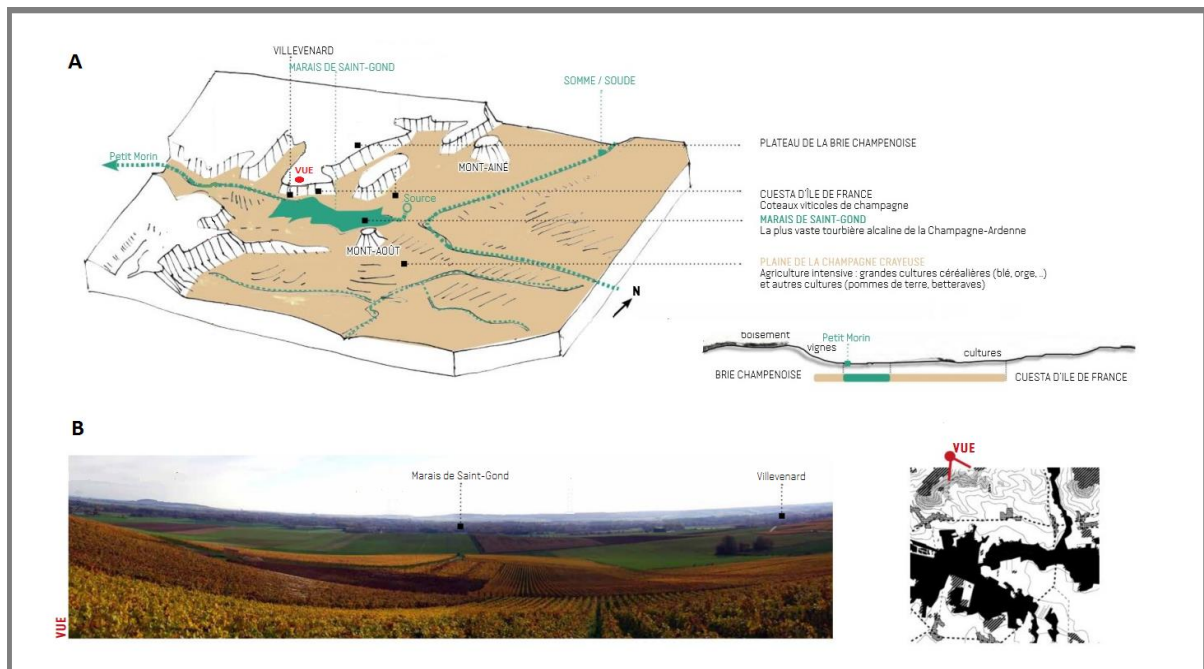 A
VILLEVENARD
MARAIS DE SAINT-GOND
SOMME / SOUDE
Petit Morin
VUE
MONT-AINÉ
Source
MONT-AOÛT
N
PLATEAU DE LA BRIE CHAMPENOISE
CUESTA D'ÎLE DE FRANCE
Coteaux viticoles de champagne
MARAIS DE SAINT-GOND
La plus vaste tourbière alcaline de la Champagne-Ardenne
PLAINE DE LA CHAMPAGNE CRAYEUSE
Agriculture intensive : grandes cultures céréalières (blé, orge, ..)
et autres cultures (pommes de terre, betteraves)
boisement
Petit Morin
vignes
cultures
BRIE CHAMPENOISE
CUESTA D'ILE DE FRANCE
B
Marais de Saint-Gond
Villevenard
VUE
VUE